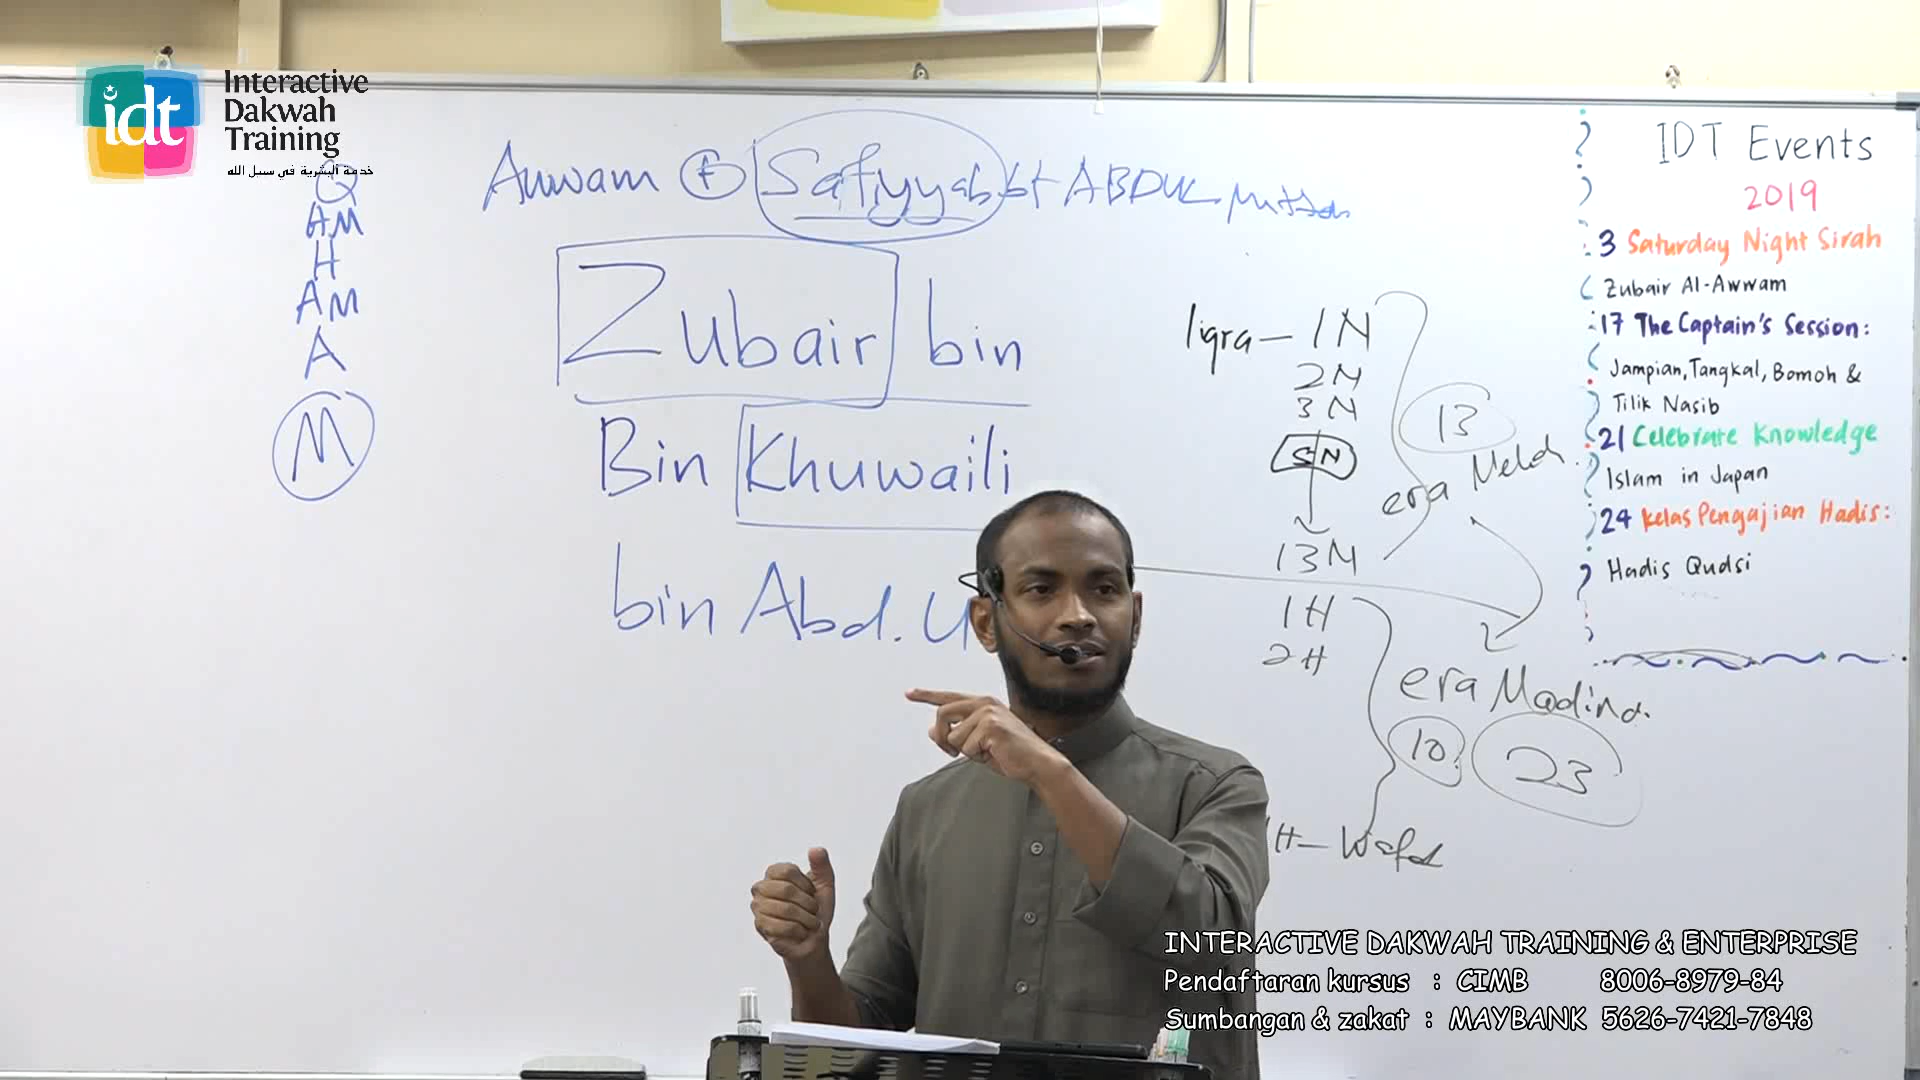 idt
Interactive
Dakwah
Training
خدمة البشرية في سبيل الله
Q
AM
H
AM
A
M
Awwam + Safiyyah bt ABDUL
Zubair bin
Bin Khuwaili
bin Abd. U
Iqra – 1N
2N
3N
5N
13N
13
era
1H
2H
era Madina
10
23
H – Wafa
IDT Events
2019
3 Saturday Night Sirah
Zubair Al-Awwam
17 The Captain's Session:
Jampian, Tangkal, Bomoh &
Tilik Nasib
21 Celebrate Knowledge
Islam in Japan
24 Kelas Pengajian Hadis:
Hadis Qudsi
INTERACTIVE DAKWAH TRAINING & ENTERPRISE
Pendaftaran kursus : CIMB 8006-8979-84
Sumbangan & zakat : MAYBANK 5626-7421-7848